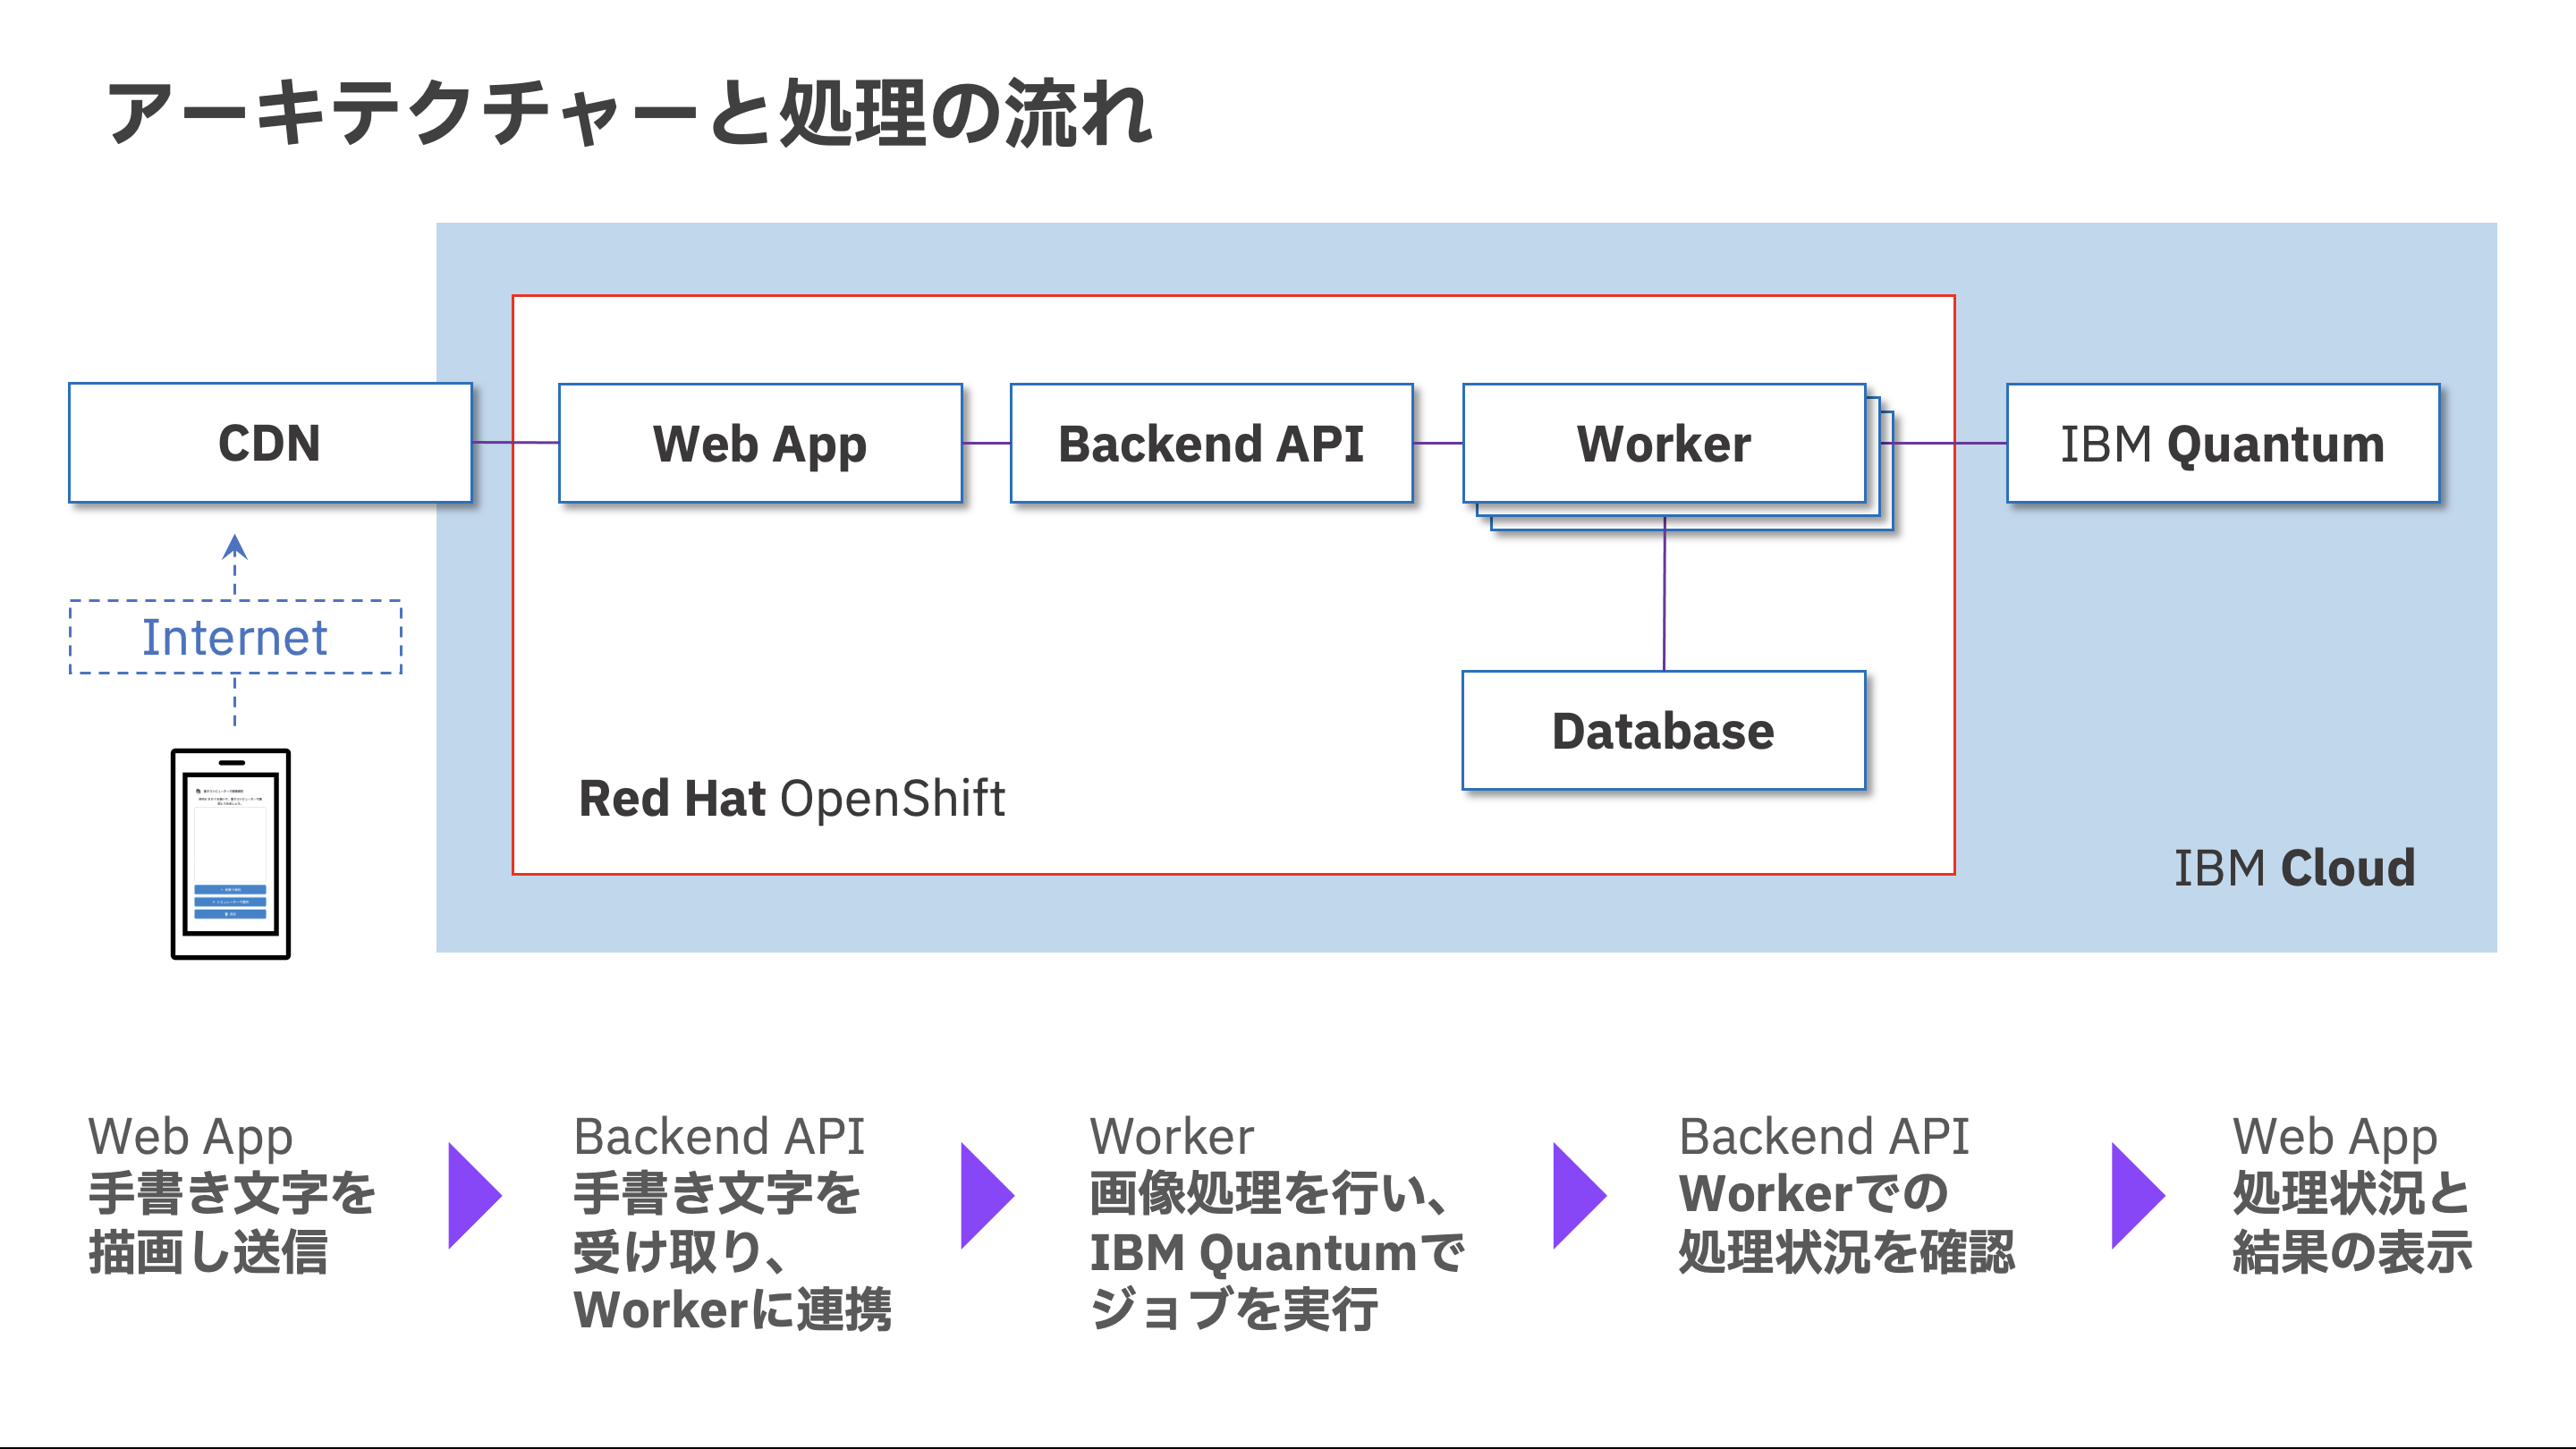 アーキテクチャーと処理の流れ
CDN
Web App
Backend API
Worker
IBM Quantum
Internet
Database
Red Hat OpenShift
IBM Cloud
Web App
手書き文字を
描画し送信
Backend API
手書き文字を
受け取り、
Workerに連携
Worker
画像処理を行い、
IBM Quantumで
ジョブを実行
Backend API
Workerでの
処理状況を確認
Web App
処理状況と
結果の表示